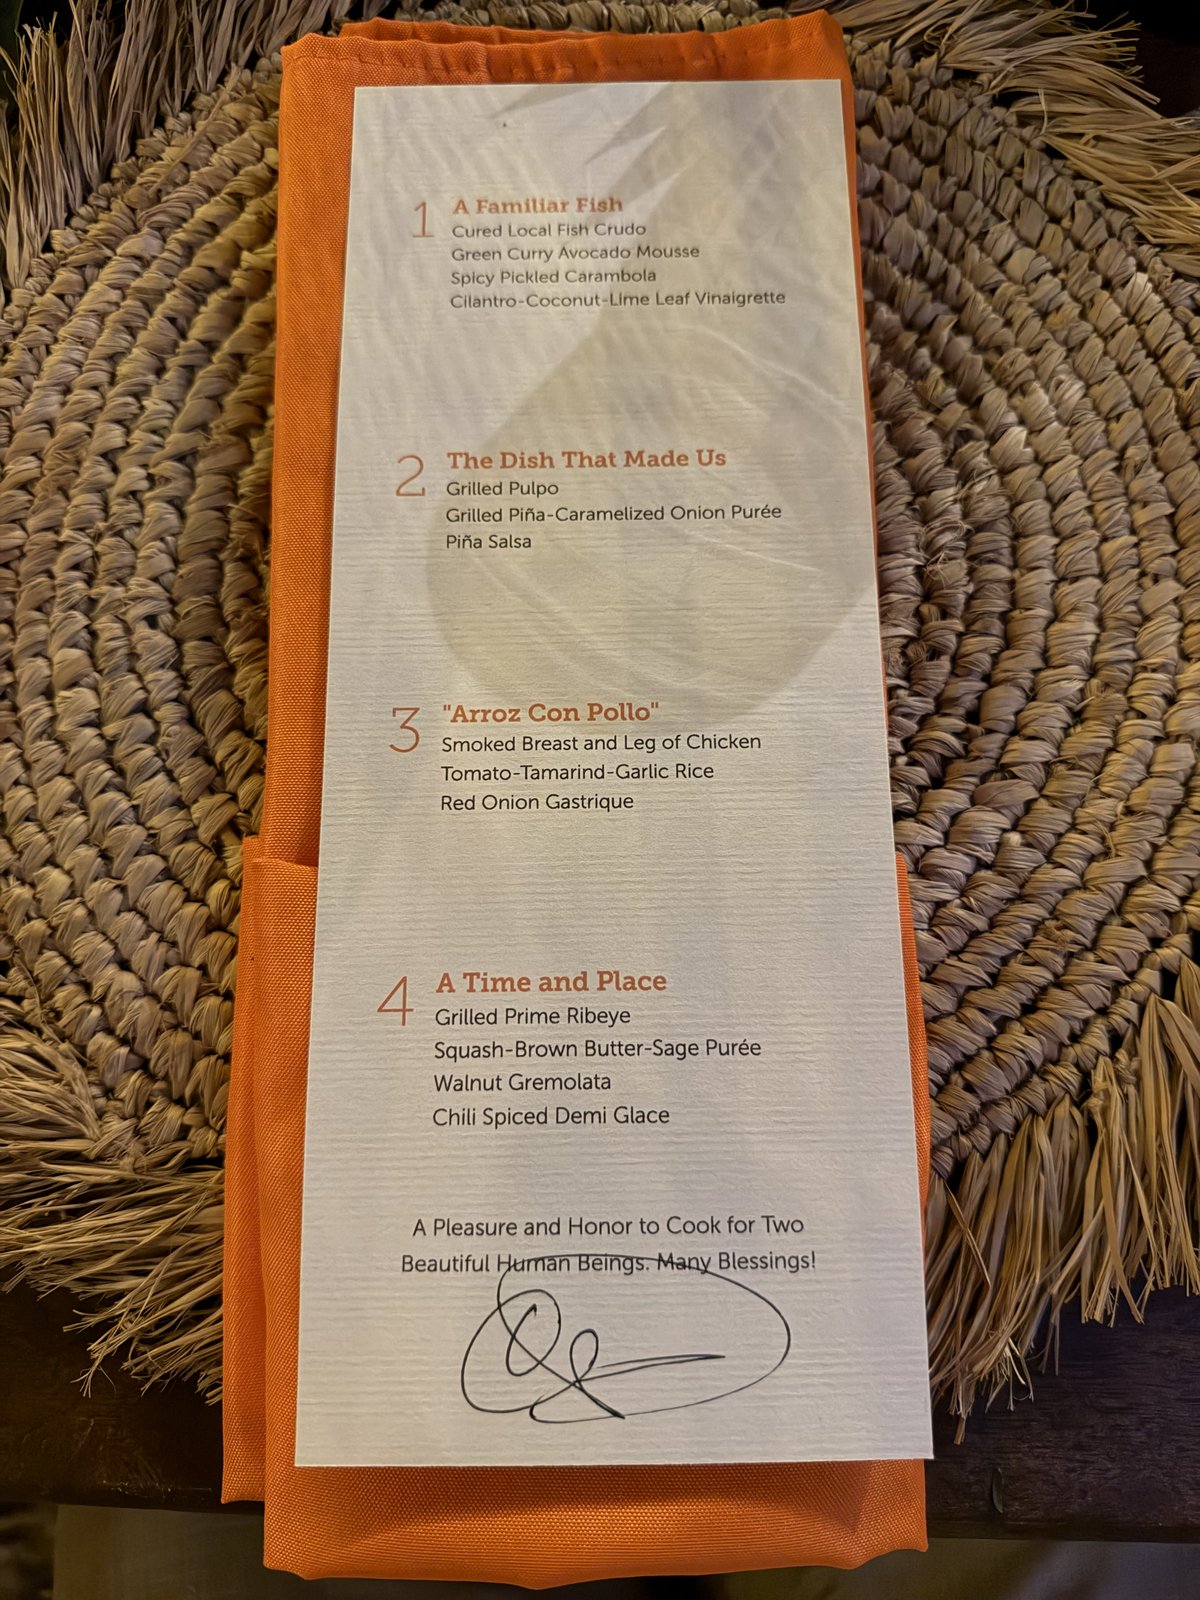 1 A Familiar Fish
Cured Local Fish Crudo
Green Curry Avocado Mousse
Spicy Pickled Carambola
Cilantro-Coconut-Lime Leaf Vinaigrette
2 The Dish That Made Us
Grilled Pulpo
Grilled Piña-Caramelized Onion Purée
Piña Salsa
3 "Arroz Con Pollo"
Smoked Breast and Leg of Chicken
Tomato-Tamarind-Garlic Rice
Red Onion Gastrique
4 A Time and Place
Grilled Prime Ribeye
Squash-Brown Butter-Sage Purée
Walnut Gremolata
Chili Spiced Demi Glace
A Pleasure and Honor to Cook for Two
Beautiful Human Beings. Many Blessings!